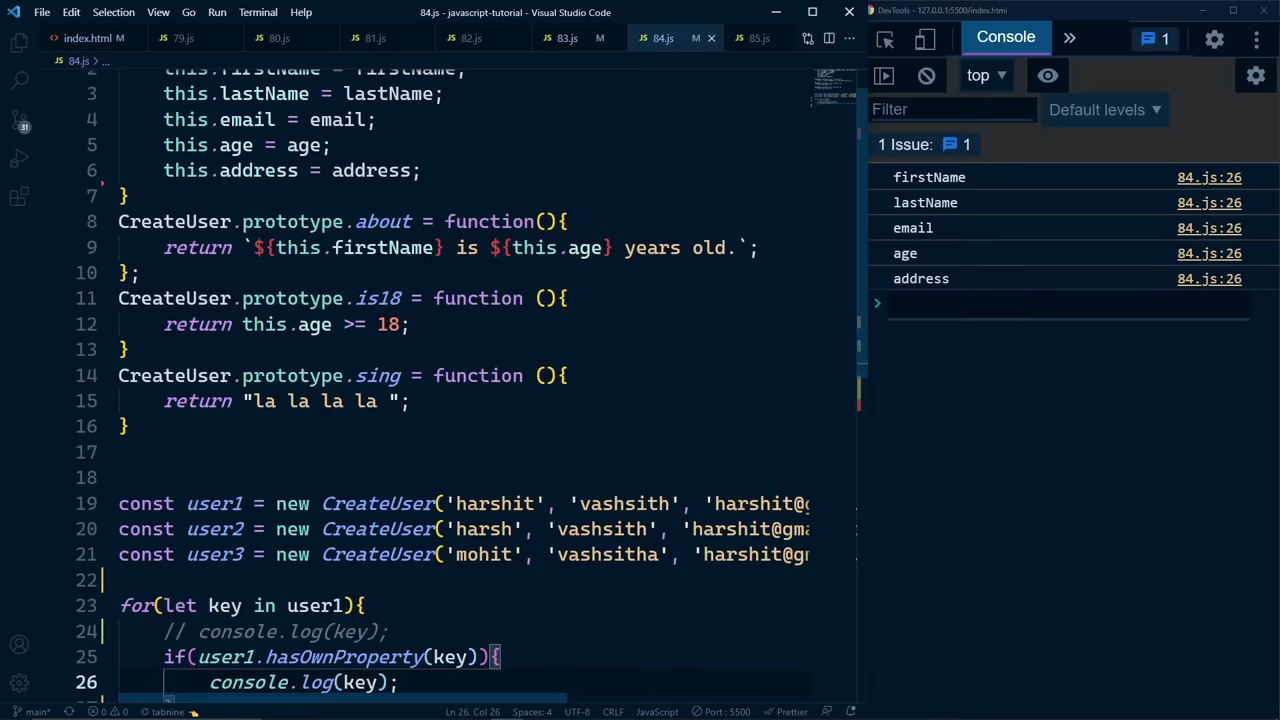 File Edit Selection View Go Run Terminal Help 84.js - javascript-tutorial - Visual Studio Code
index.html M 79.js 80.js 81.js 82.js 83.js M 84.js M 85.js
84.js > ...
2 this.firstName = firstName;
3 this.lastName = lastName;
4 this.email = email;
5 this.age = age;
6 this.address = address;
7 }
8 CreateUser.prototype.about = function(){
9 return `${this.firstName} is ${this.age} years old.`;
10 };
11 CreateUser.prototype.is18 = function (){
12 return this.age >= 18;
13 }
14 CreateUser.prototype.sing = function (){
15 return "la la la la ";
16 }
17
18
19 const user1 = new CreateUser('harshit', 'vashsith', 'harshit@g
20 const user2 = new CreateUser('harsh', 'vashsith', 'harshit@gma
21 const user3 = new CreateUser('mohit', 'vashsitha', 'harshit@gm
22
23 for(let key in user1){
24 // console.log(key);
25 if(user1.hasOwnProperty(key)){
26 console.log(key);
31
main* 0 0 tabnine Ln 26, Col 26 Spaces: 4 UTF-8 CRLF JavaScript Port : 5500 Prettier
DevTools - 127.0.0.1:5500/index.html
Console 1
top
Filter Default levels
1 Issue: 1
firstName 84.js:26
lastName 84.js:26
email 84.js:26
age 84.js:26
address 84.js:26